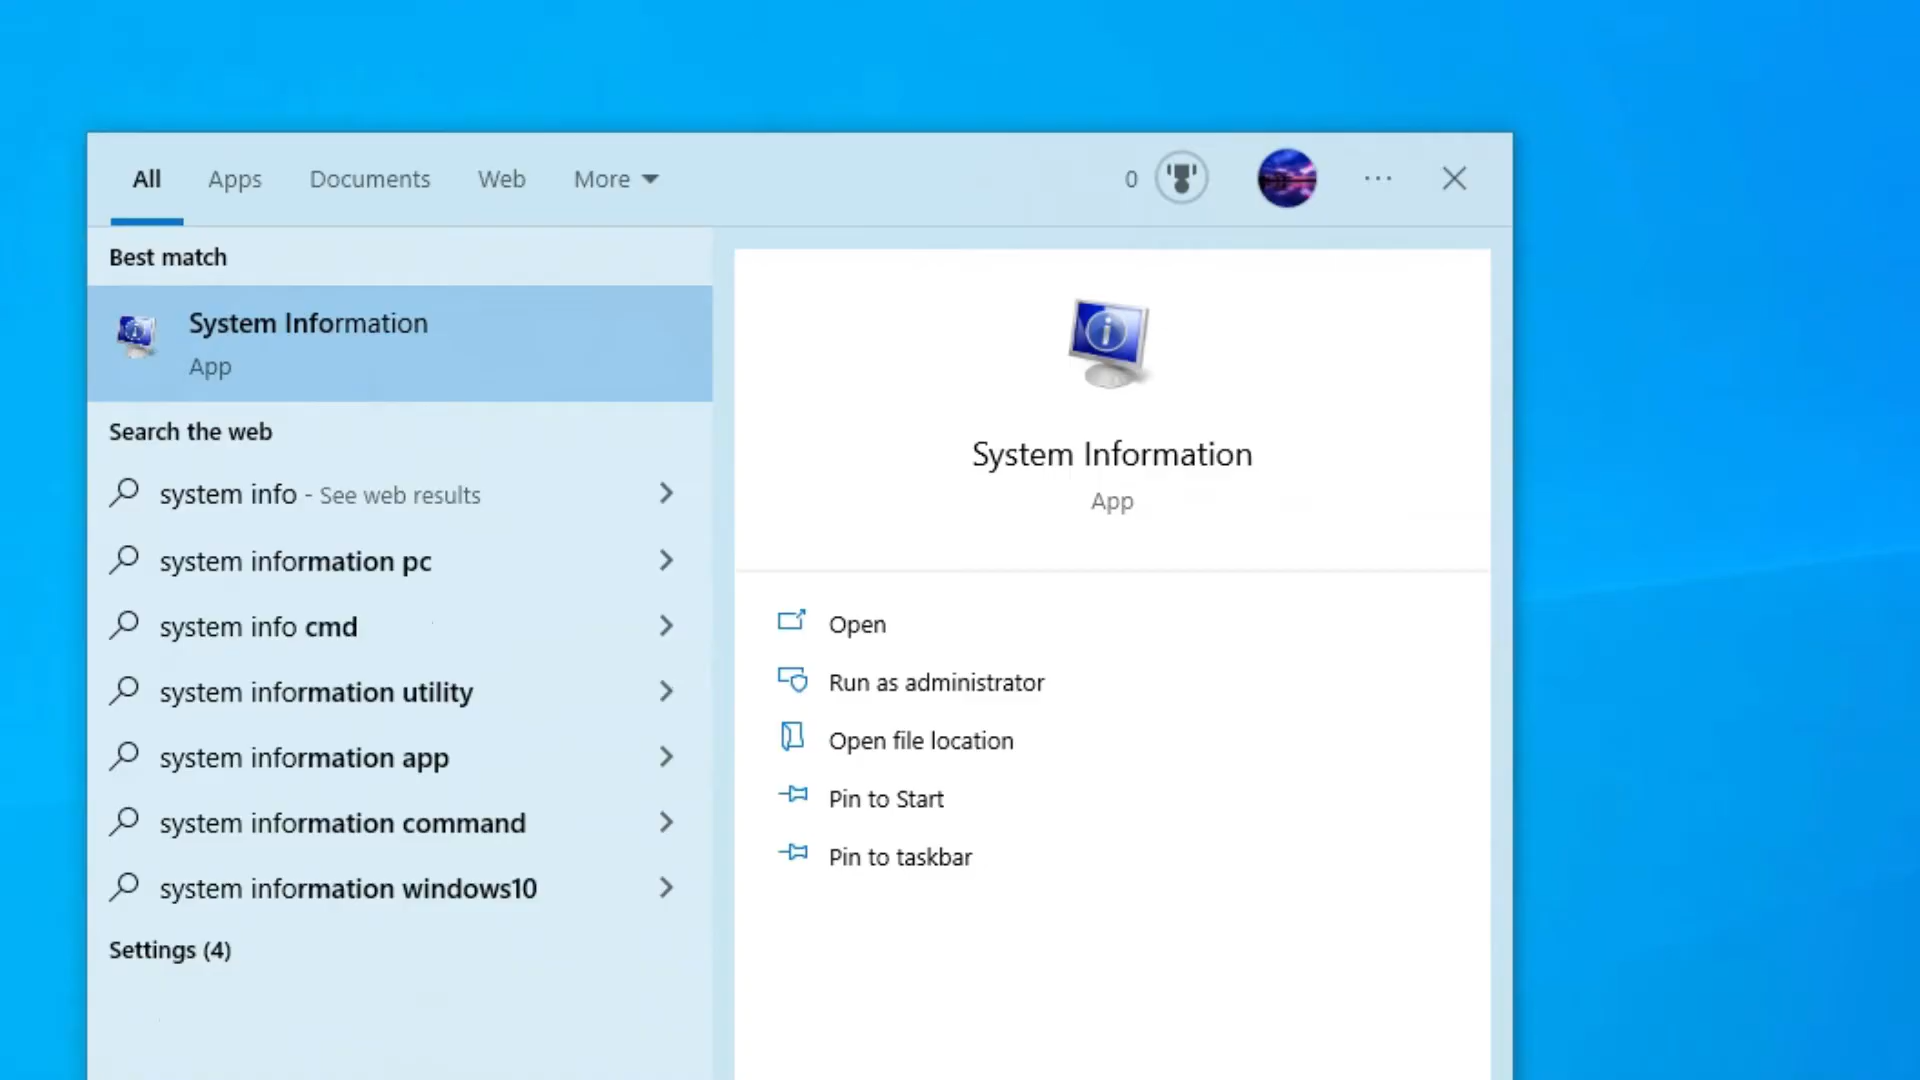 All Apps Documents Web More 0 ...
Best match
System Information
App
Search the web
system info - See web results
system information pc
system info cmd
system information utility
system information app
system information command
system information windows10
Settings (4)
System Information
App
Open
Run as administrator
Open file location
Pin to Start
Pin to taskbar